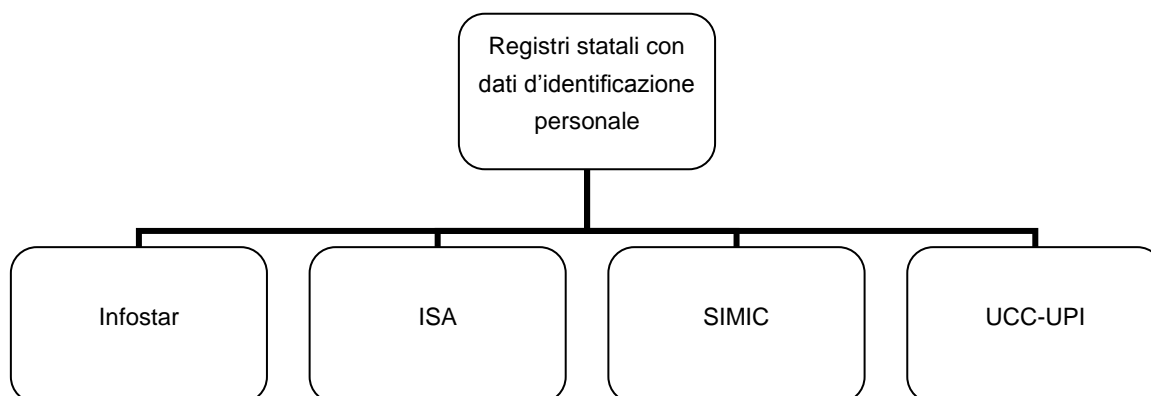 Registri statali con
dati d’identificazione
personale
Infostar
ISA
SIMIC
UCC-UPI